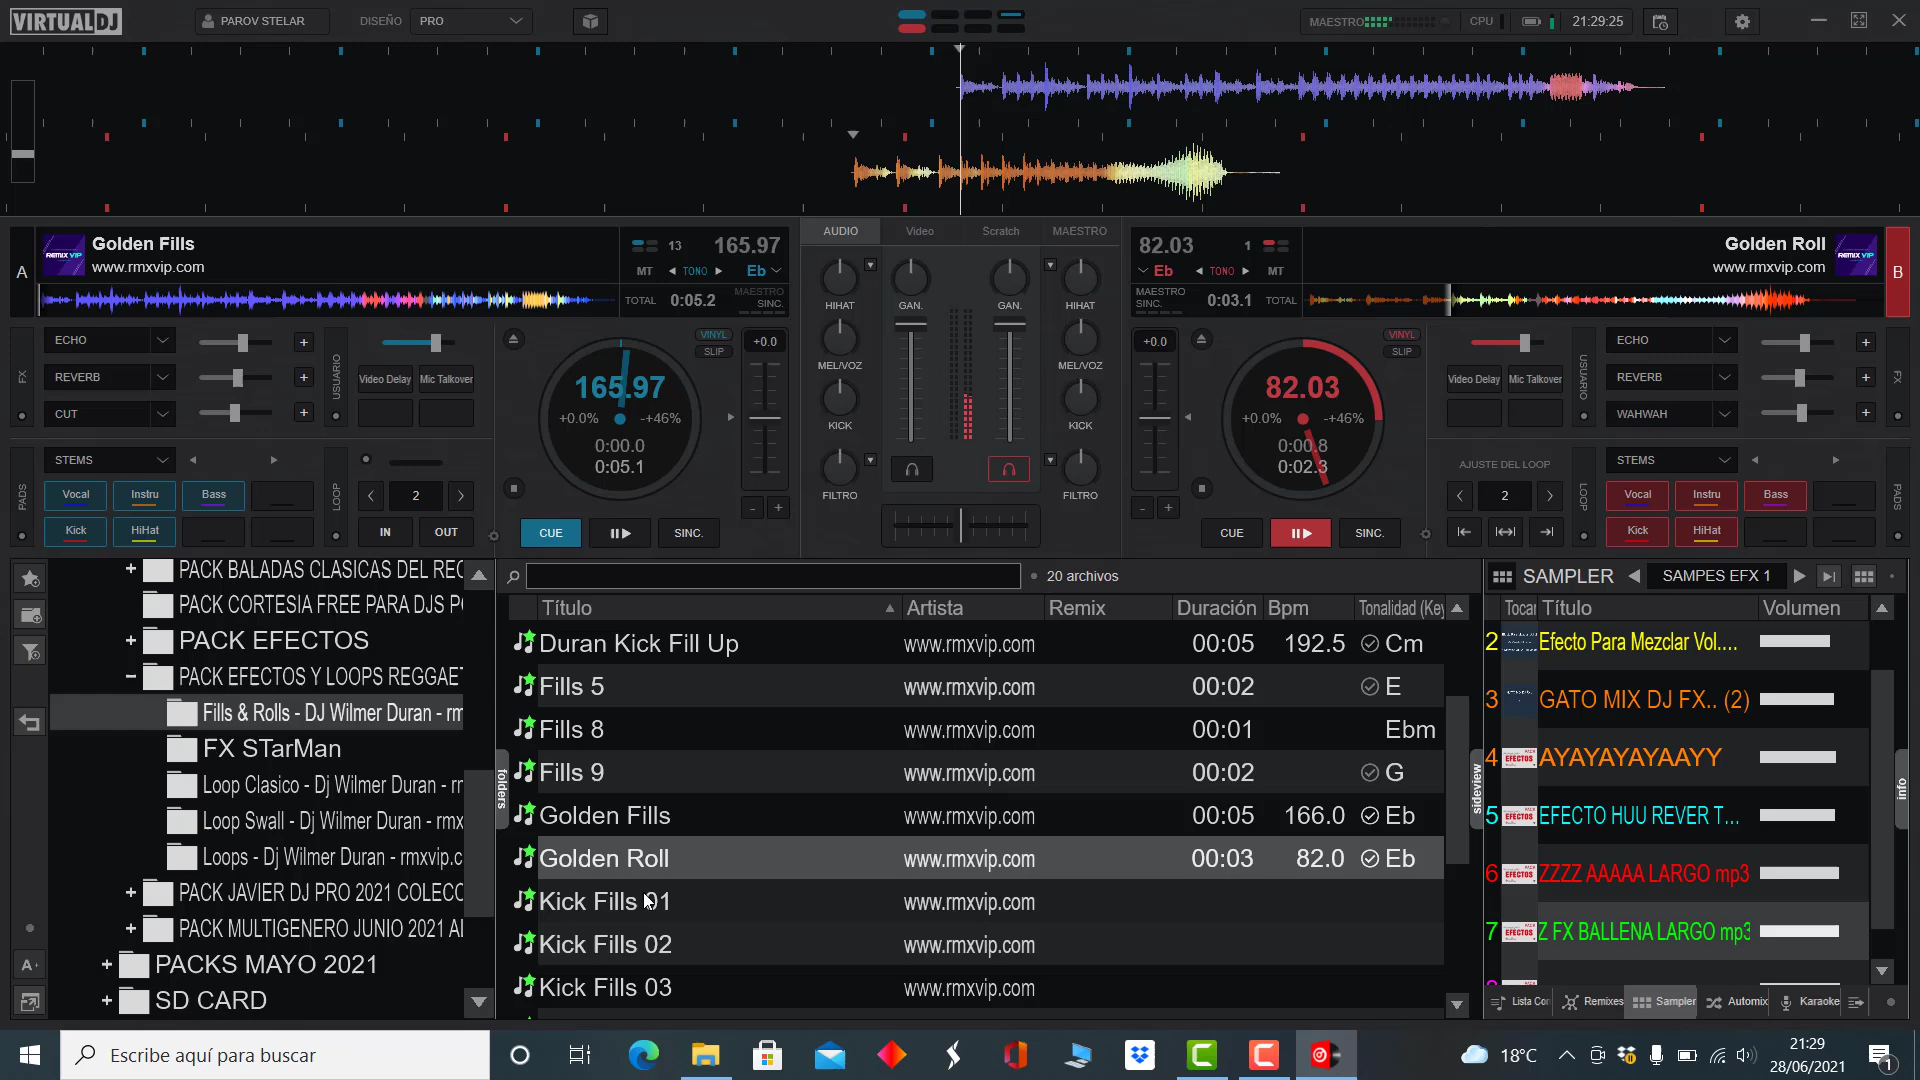 VIRTUALDJ
PAROV STELAR
DISEÑO
PRO
MAESTRO
CPU
21:29:25
A
REMIX VIP
Golden Fills
www.rmxvip.com
13
165.97
MT
TONO
Eb
TOTAL
0:05.2
MAESTRO
SINC.
AUDIO
Video
Scratch
MAESTRO
82.03
1
Eb
TONO
MT
MAESTRO
SINC.
0:03.1
TOTAL
Golden Roll
www.rmxvip.com
REMIX VIP
B
FX
ECHO
REVERB
CUT
USUARIO
Video Delay
Mic Talkover
165.97
+0.0%
-+46%
0:00.0
0:05.1
VINYL
SLIP
+0.0
HIHAT
GAN.
GAN.
HIHAT
MEL/VOZ
MEL/VOZ
KICK
KICK
FILTRO
FILTRO
+0.0
82.03
+0.0%
-+46%
0:00.8
0:02.3
VINYL
SLIP
Video Delay
Mic Talkover
USUARIO
ECHO
REVERB
WAHWAH
FX
PADS
STEMS
Vocal
Instru
Bass
Kick
HiHat
LOOP
2
IN
OUT
CUE
SINC.
CUE
SINC.
AJUSTE DEL LOOP
2
LOOP
STEMS
Vocal
Instru
Bass
Kick
HiHat
PADS
PACK BALADAS CLASICAS DEL REC
PACK CORTESIA FREE PARA DJS P
PACK EFECTOS
PACK EFECTOS Y LOOPS REGGAET
Fills & Rolls - DJ Wilmer Duran - rm
FX STarMan
Loop Clasico - Dj Wilmer Duran - rr
Loop Swall - Dj Wilmer Duran - rmx
Loops - Dj Wilmer Duran - rmxvip.c
PACK JAVIER DJ PRO 2021 COLECC
PACK MULTIGENERO JUNIO 2021 Al
PACKS MAYO 2021
SD CARD
folders
20 archivos
Título
Artista
Remix
Duración
Bpm
Tonalidad (Key
Duran Kick Fill Up www.rmxvip.com 00:05 192.5 Cm
Fills 5 www.rmxvip.com 00:02 E
Fills 8 www.rmxvip.com 00:01 Ebm
Fills 9 www.rmxvip.com 00:02 G
Golden Fills www.rmxvip.com 00:05 166.0 Eb
Golden Roll www.rmxvip.com 00:03 82.0 Eb
Kick Fills 01 www.rmxvip.com
Kick Fills 02 www.rmxvip.com
Kick Fills 03 www.rmxvip.com
sideview
SAMPLER
SAMPES EFX 1
Tocar
Título
Volumen
2 Efecto Para Mezclar Vol....
3 GATO MIX DJ FX.. (2)
4 EFECTOS AYAYAYAYAAYY
5 EFECTOS EFECTO HUU REVER T...
6 EFECTOS ZZZZ AAAAA LARGO mp3
7 EFECTOS Z FX BALLENA LARGO mp3
info
Lista Con
Remixes
Sampler
Automix
Karaoke
Escribe aquí para buscar
18°C
21:29
28/06/2021
1